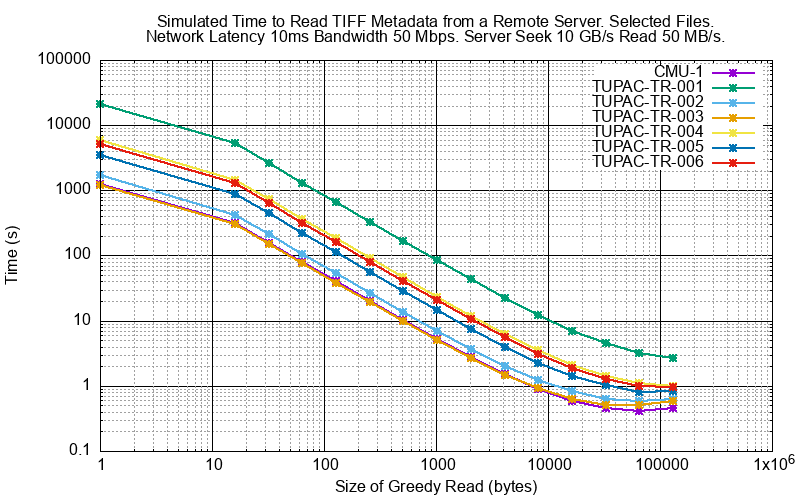 Simulated Time to Read TIFF Metadata from a Remote Server. Selected Files.
Network Latency 10ms Bandwidth 50 Mbps. Server Seek 10 GB/s Read 50 MB/s.
100000
10000
1000
100
10
1
0.1
Time (s)
CMU-1
TUPAC-TR-001
TUPAC-TR-002
TUPAC-TR-003
TUPAC-TR-004
TUPAC-TR-005
TUPAC-TR-006
1 10 100 1000 10000 100000 1x10⁶
Size of Greedy Read (bytes)